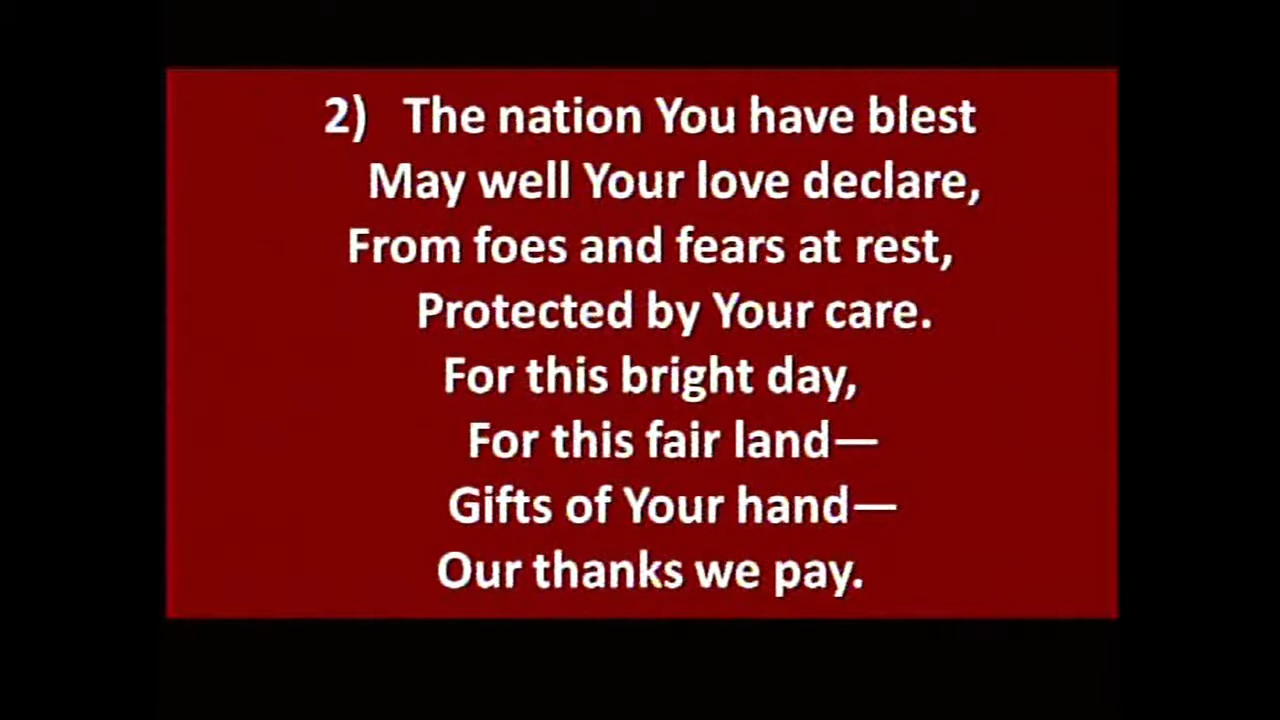 2) The nation You have blest
May well Your love declare,
From foes and fears at rest,
Protected by Your care.
For this bright day,
For this fair land—
Gifts of Your hand—
Our thanks we pay.